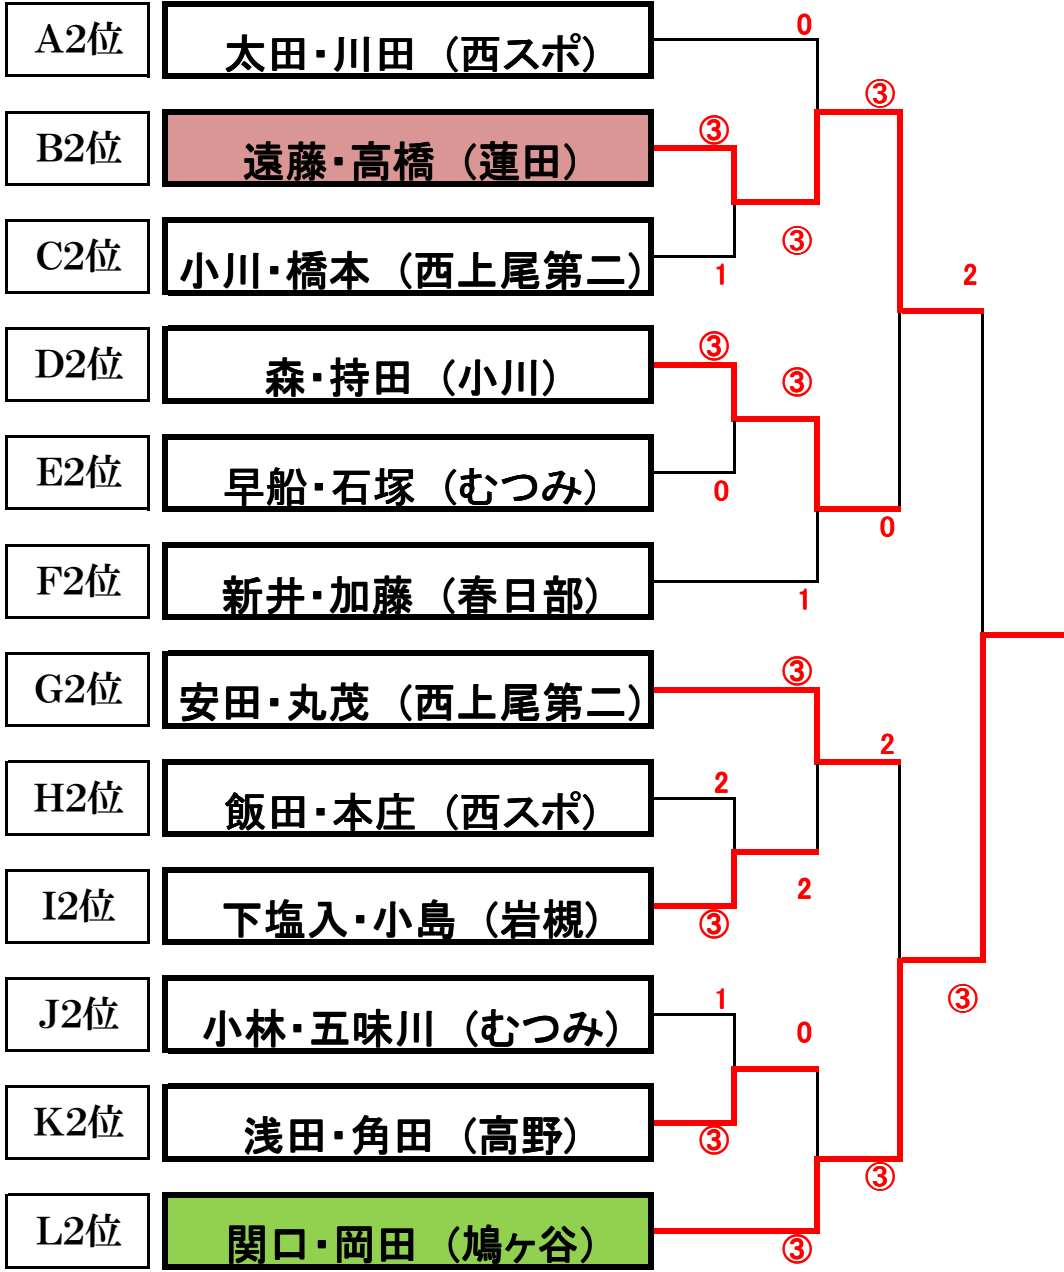 0
A2位 太田・川田 (西スポ)
③
③
B2位 遠藤・高橋 (蓮田)
③
C2位 小川・橋本 (西上尾第二)
1
2
③
D2位 森・持田 (小川)
③
E2位 早船・石塚 (むつみ)
0
0
F2位 新井・加藤 (春日部)
1
③
G2位 安田・丸茂 (西上尾第二)
2
2
H2位 飯田・本庄 (西スポ)
2
I2位 下塩入・小島 (岩槻)
③
1
③
J2位 小林・五味川 (むつみ)
0
K2位 浅田・角田 (高野)
③
③
L2位 関口・岡田 (鳩ヶ谷)
③